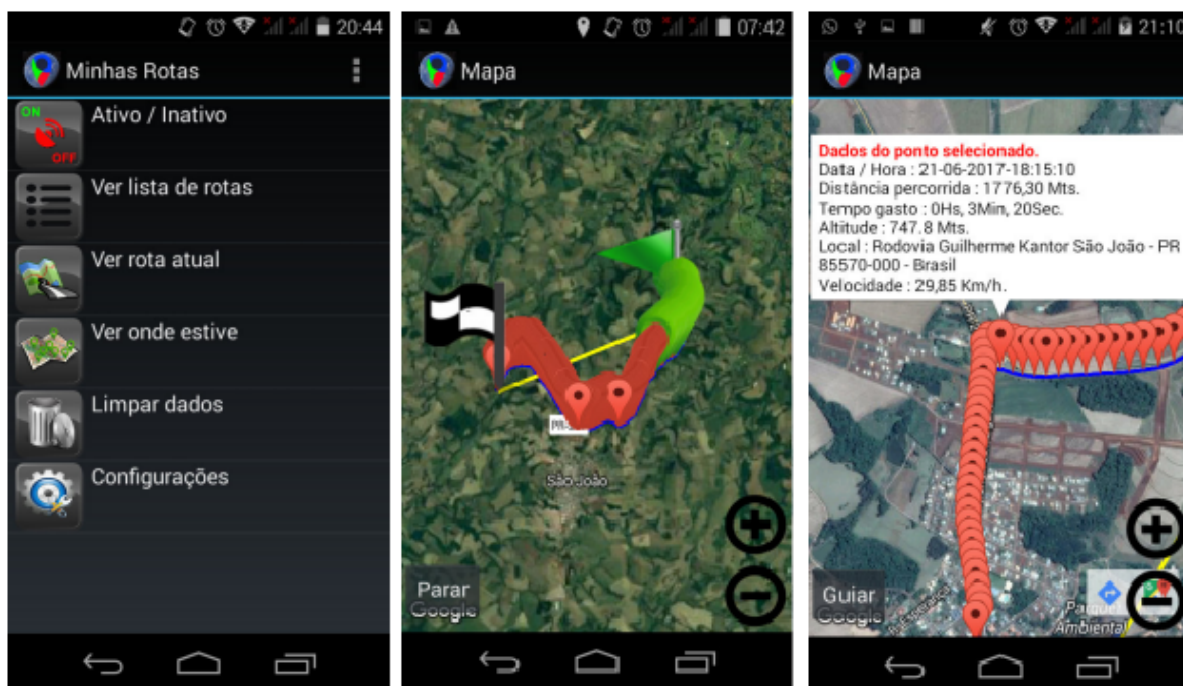 20:44
Minhas Rotas
ON
OFF
Ativo / Inativo
Ver lista de rotas
Ver rota atual
Ver onde estive
Limpar dados
Configurações
07:42
Mapa
São João
Parar
Google
21:10
Mapa
Dados do ponto selecionado.
Data / Hora : 21-06-2017-18:15:10
Distância percorrida : 1776,30 Mts.
Tempo gasto : 0Hs, 3Min, 20Sec.
Altitude : 747.8 Mts.
Local : Rodovia Guilherme Kantor São João - PR
85570-000 - Brasil
Velocidade : 29,85 Km/h.
Guiar
Google
R. Esperança
Parque
Ambiental